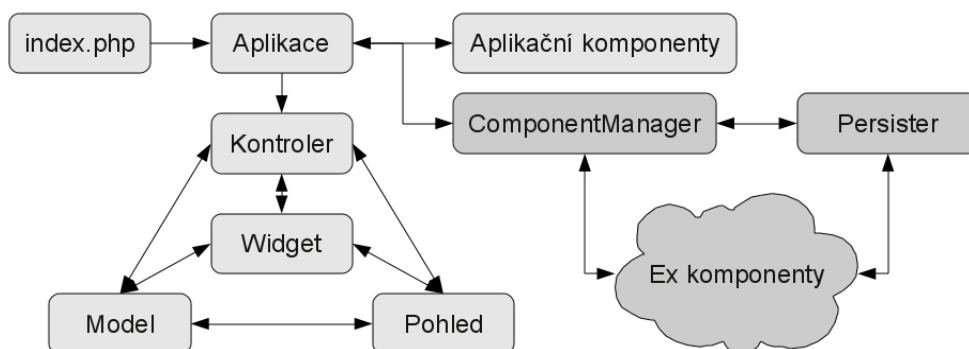 index.php
Aplikace
Aplikační komponenty
ComponentManager
Persister
Kontroler
Widget
Ex komponenty
Model
Pohled